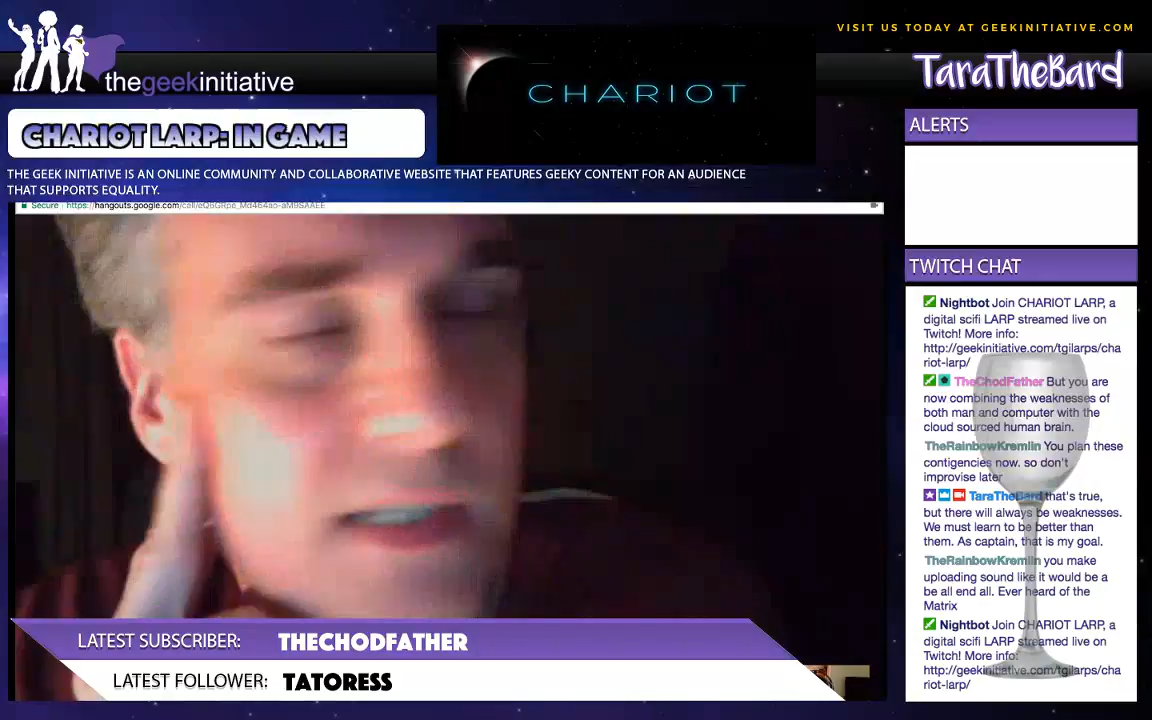 VISIT US TODAY AT GEEKINITIATIVE.COM
thegeekinitiative
CHARIOT
TaraTheBard
CHARIOT LARP: IN GAME
THE GEEK INITIATIVE IS AN ONLINE COMMUNITY AND COLLABORATIVE WEBSITE THAT FEATURES GEEKY CONTENT FOR AN AUDIENCE
THAT SUPPORTS EQUALITY.
Secure https://hangouts.google.com/call/
ALERTS
TWITCH CHAT
Nightbot Join CHARIOT LARP, a
digital scifi LARP streamed live on
Twitch! More info:
http://geekinitiative.com/tgilarps/cha
riot-larp/
TheChodFather But you are
now combining the weaknesses of
both man and computer with the
cloud sourced human brain.
TheRainbowKremlin You plan these
contigencies now. so don't
improvise later
TaraTheBard that's true,
but there will always be weaknesses.
We must learn to be better than
them. As captain, that is my goal.
TheRainbowKremlin you make
uploading sound like it would be a
be all end all. Ever heard of the
Matrix
Nightbot Join CHARIOT LARP, a
digital scifi LARP streamed live on
Twitch! More info:
http://geekinitiative.com/tgilarps/cha
riot-larp/
LATEST SUBSCRIBER: THECHODFATHER
LATEST FOLLOWER: TATORESS